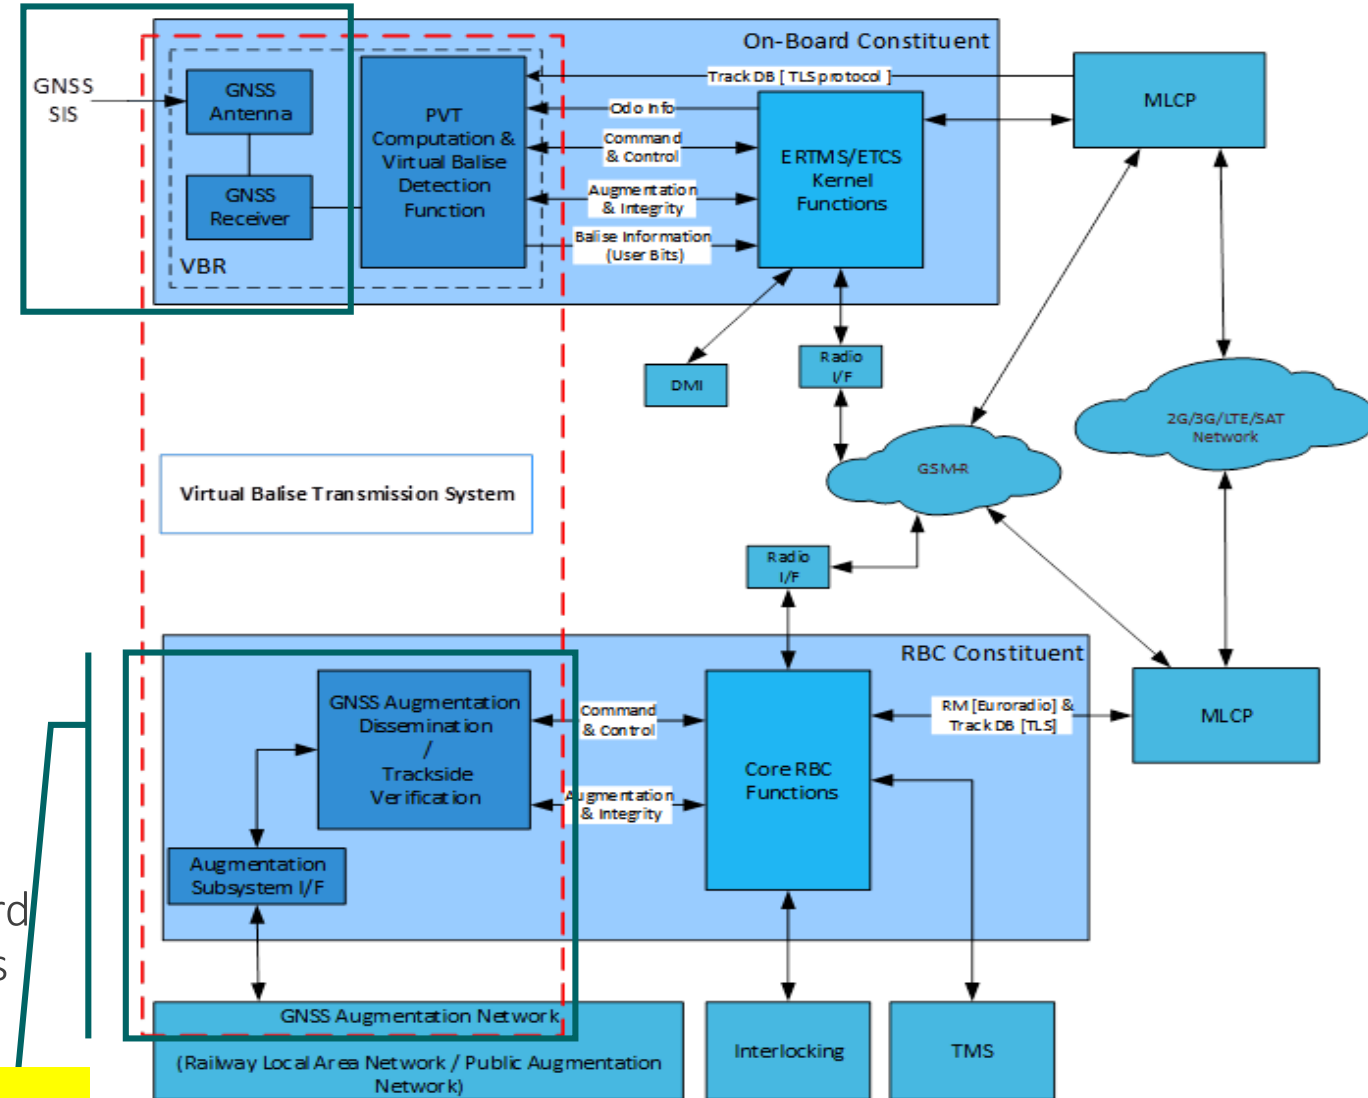 On-Board Constituent
GNSS
SIS
GNSS
Antenna
GNSS
Receiver
VBR
PVT
Computation &
Virtual Balise
Detection
Function
Track DB [ TLS protocol ]
Odo Info
Command
& Control
Augmentation
& Integrity
Balise Information
(User Bits)
ERTMS/ETCS
Kernel
Functions
MLCP
DMI
Radio
I/F
2G/3G/LTE/SAT
Network
GSM-R
Virtual Balise Transmission System
Radio
I/F
RBC Constituent
GNSS Augmentation
Dissemination
/
Trackside
Verification
Command
& Control
Augmentation
& Integrity
Core RBC
Functions
RM [Euroradio] &
Track DB [TLS]
MLCP
Augmentation
Subsystem I/F
rd
s
GNSS Augmentation Network
(Railway Local Area Network / Public Augmentation
Network)
Interlocking
TMS